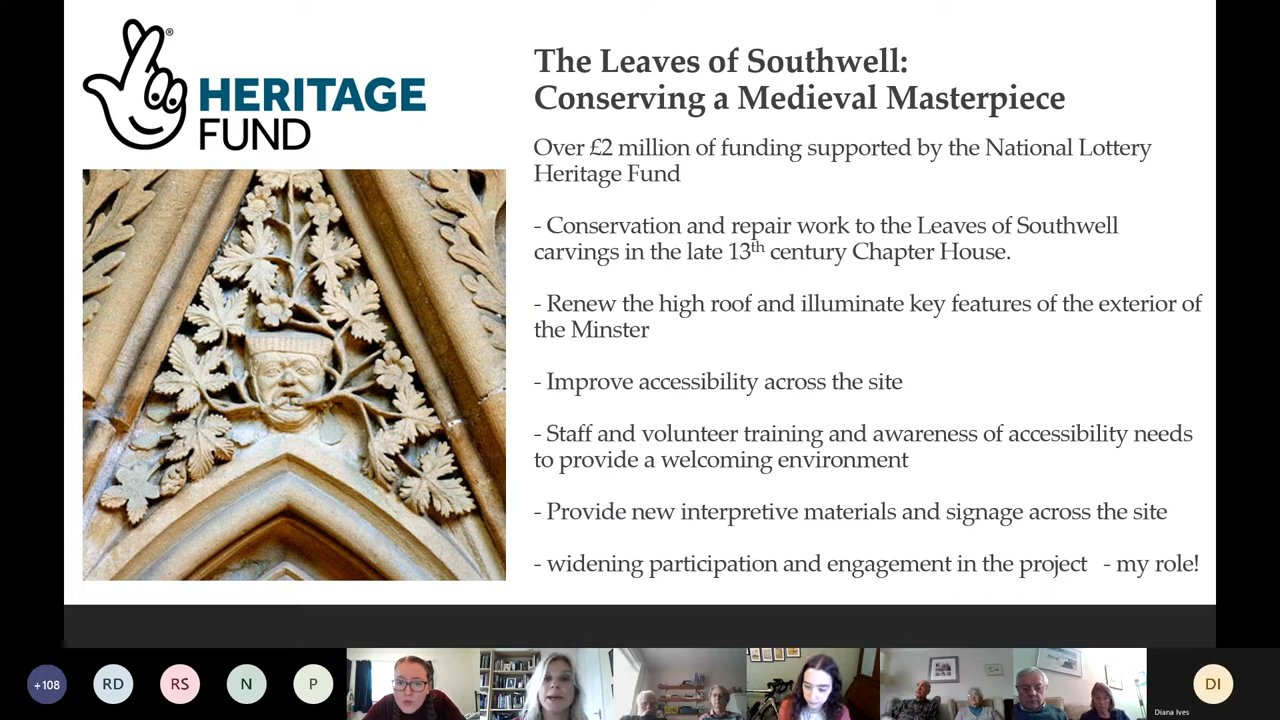 HERITAGE
FUND
®
The Leaves of Southwell:
Conserving a Medieval Masterpiece
Over £2 million of funding supported by the National Lottery
Heritage Fund
- Conservation and repair work to the Leaves of Southwell
carvings in the late 13th century Chapter House.
- Renew the high roof and illuminate key features of the exterior of
the Minster
- Improve accessibility across the site
- Staff and volunteer training and awareness of accessibility needs
to provide a welcoming environment
- Provide new interpretive materials and signage across the site
- widening participation and engagement in the project - my role!
+108
RD
RS
N
P
DI
Diana Ives